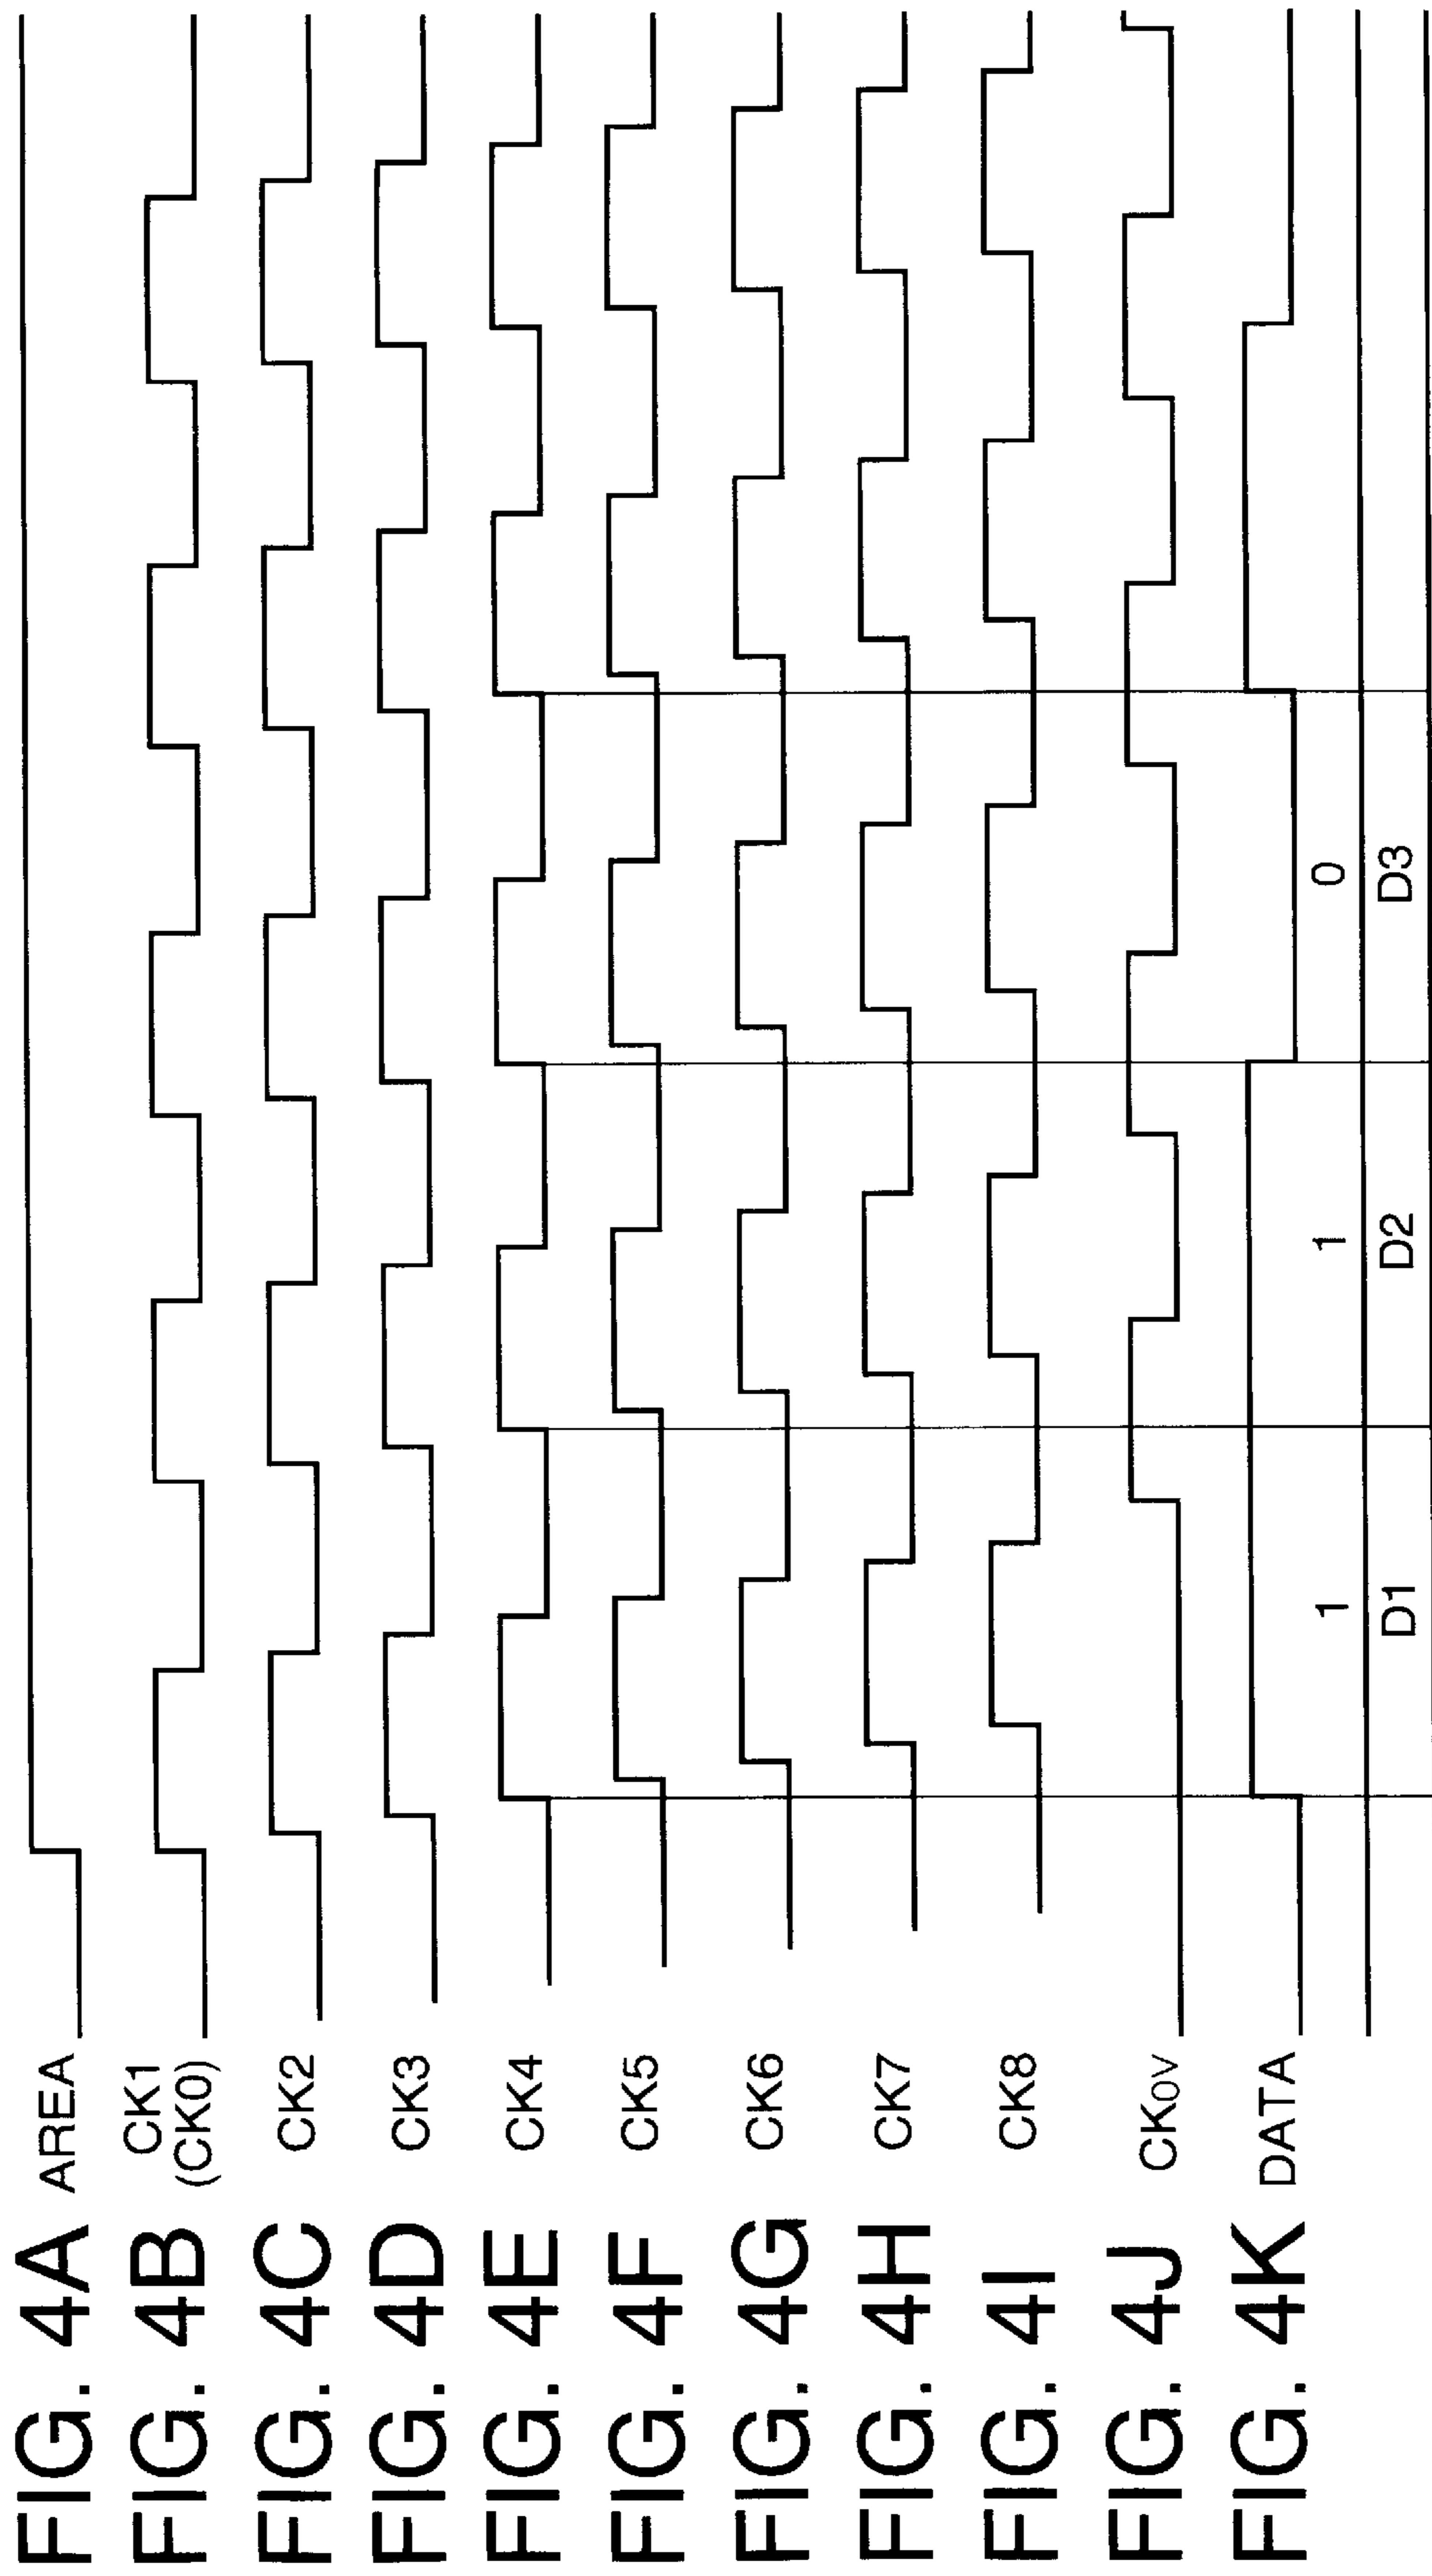 FIG. 4A AREA
FIG. 4B CK1
(CK0)
FIG. 4C CK2
FIG. 4D CK3
FIG. 4E CK4
FIG. 4F CK5
FIG. 4G CK6
FIG. 4H CK7
FIG. 4I CK8
FIG. 4J CK0V
FIG. 4K DATA
1 1 0
D1 D2 D3